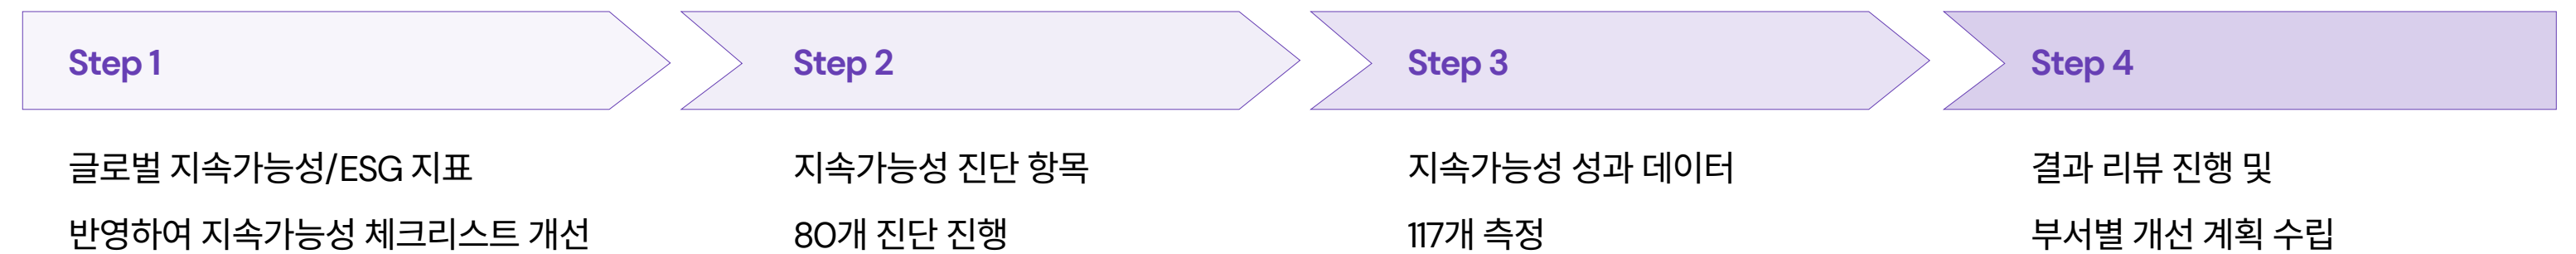 Step 1
글로벌 지속가능성/ESG 지표
반영하여 지속가능성 체크리스트 개선
Step 2
지속가능성 진단 항목
80개 진단 진행
Step 3
지속가능성 성과 데이터
117개 측정
Step 4
결과 리뷰 진행 및
부서별 개선 계획 수립